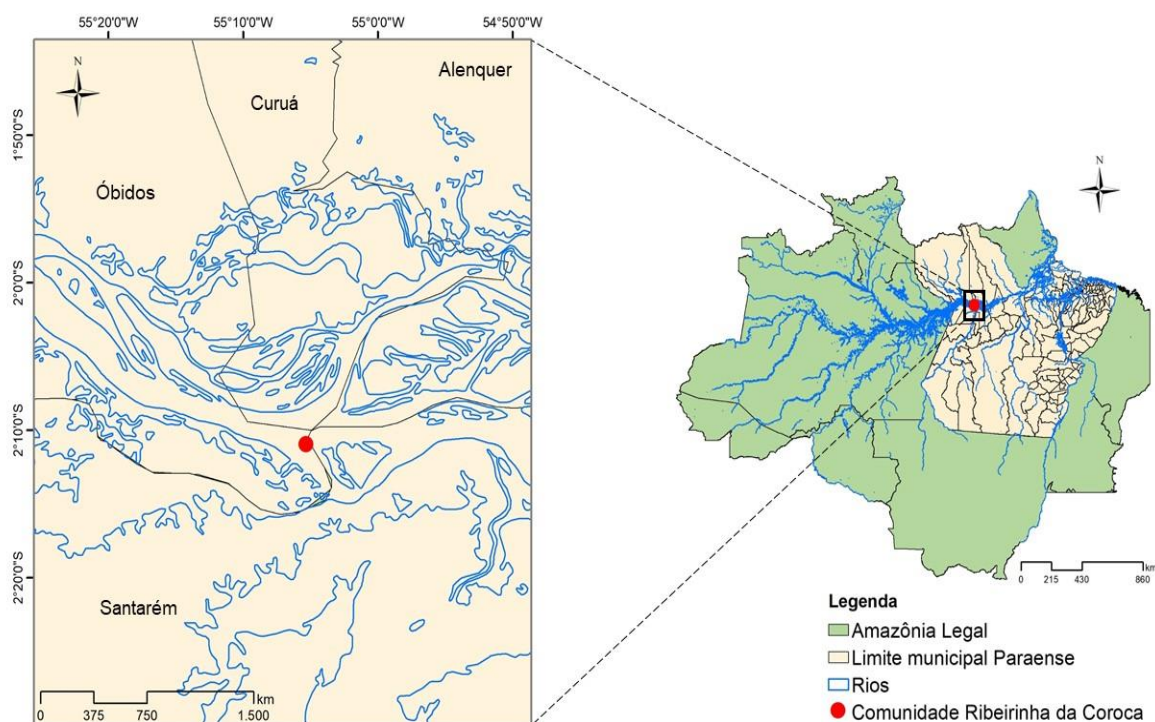 55°20'0"W 55°10'0"W 55°0'0"W 54°50'0"W
N
Alenquer
Curuá
1°50'0"S
Óbidos
2°0'0"S
2°10'0"S
2°20'0"S
Santarém
km
0 375 750 1.500
N
km
0 215 430 860
Legenda
Amazônia Legal
Limite municipal Paraense
Rios
Comunidade Ribeirinha da Coroca